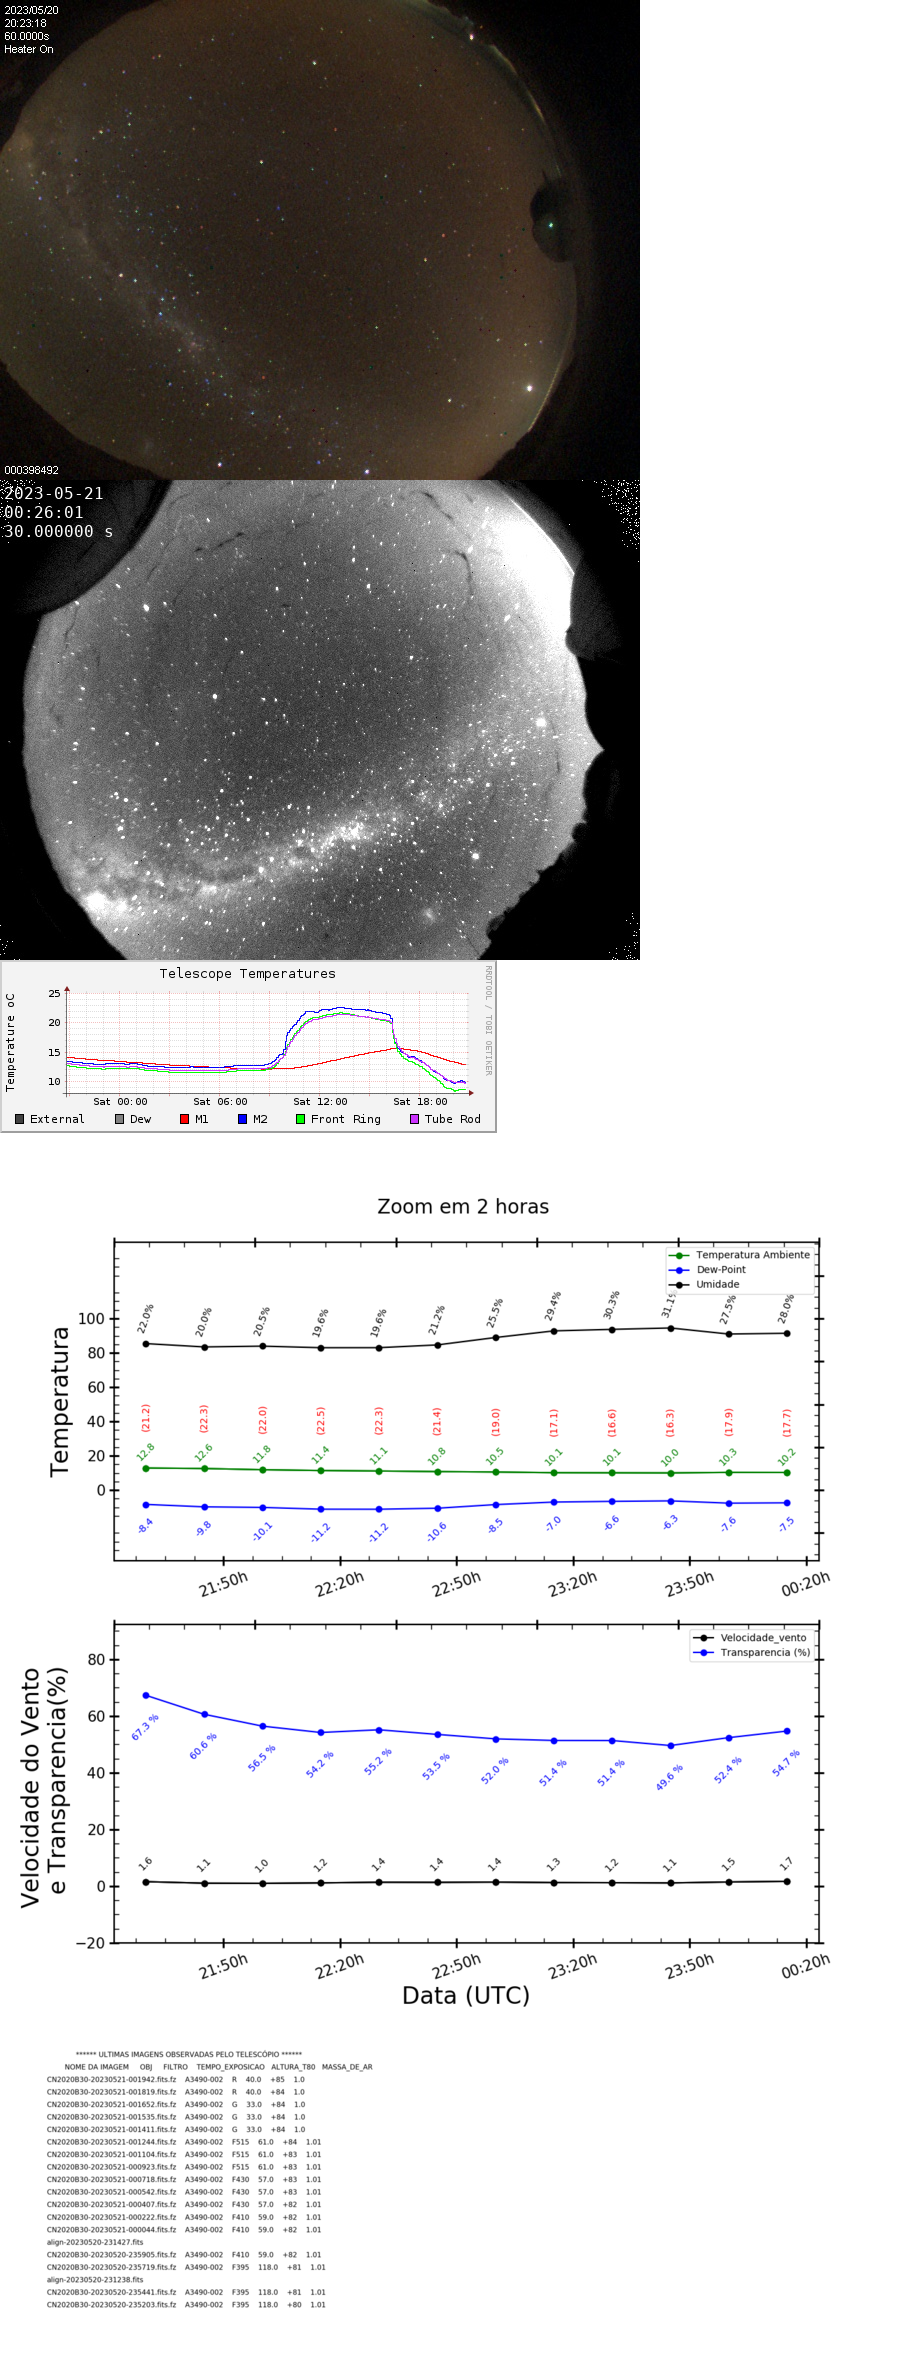 2023/05/20
20:23:18
60.0000s
Heater On
000398492
2023-05-21
00:26:01
30.000000 s
Telescope Temperatures
RRDTOOL / TOBI OETIKER
Temperature oC
25
20
15
10
Sat 00:00 Sat 06:00 Sat 12:00 Sat 18:00
External Dew M1 M2 Front Ring Tube Rod
Zoom em 2 horas
Temperatura Ambiente
Dew-Point
Umidade
Temperatura
100
80
60
40
20
0
22.0% 20.0% 20.5% 19.6% 19.6% 21.2% 25.5% 29.4% 30.3% 31.1% 27.5% 28.0%
(21.2) (22.3) (22.0) (22.5) (22.3) (21.4) (19.0) (17.1) (16.6) (16.3) (17.9) (17.7)
12.8 12.6 11.8 11.4 11.1 10.8 10.5 10.1 10.1 10.0 10.3 10.2
-8.4 -9.8 -10.1 -11.2 -11.2 -10.6 -8.5 -7.0 -6.6 -6.3 -7.6 -7.5
21:50h 22:20h 22:50h 23:20h 23:50h 00:20h
Velocidade_vento
Transparencia (%)
Velocidade do Vento
e Transparencia(%)
80
60
40
20
0
−20
67.3 % 60.6 % 56.5 % 54.2 % 55.2 % 53.5 % 52.0 % 51.4 % 51.4 % 49.6 % 52.4 % 54.7 %
1.6 1.1 1.0 1.2 1.4 1.4 1.4 1.3 1.2 1.1 1.5 1.7
21:50h 22:20h 22:50h 23:20h 23:50h 00:20h
Data (UTC)
****** ULTIMAS IMAGENS OBSERVADAS PELO TELESCÓPIO ******
NOME DA IMAGEM OBJ FILTRO TEMPO_EXPOSICAO ALTURA_T80 MASSA_DE_AR
CN2020B30-20230521-001942.fits.fz A3490-002 R 40.0 +85 1.0
CN2020B30-20230521-001819.fits.fz A3490-002 R 40.0 +84 1.0
CN2020B30-20230521-001652.fits.fz A3490-002 G 33.0 +84 1.0
CN2020B30-20230521-001535.fits.fz A3490-002 G 33.0 +84 1.0
CN2020B30-20230521-001411.fits.fz A3490-002 G 33.0 +84 1.0
CN2020B30-20230521-001244.fits.fz A3490-002 F515 61.0 +84 1.01
CN2020B30-20230521-001104.fits.fz A3490-002 F515 61.0 +83 1.01
CN2020B30-20230521-000923.fits.fz A3490-002 F515 61.0 +83 1.01
CN2020B30-20230521-000718.fits.fz A3490-002 F430 57.0 +83 1.01
CN2020B30-20230521-000542.fits.fz A3490-002 F430 57.0 +83 1.01
CN2020B30-20230521-000407.fits.fz A3490-002 F430 57.0 +82 1.01
CN2020B30-20230521-000222.fits.fz A3490-002 F410 59.0 +82 1.01
CN2020B30-20230521-000044.fits.fz A3490-002 F410 59.0 +82 1.01
align-20230520-231427.fits
CN2020B30-20230520-235905.fits.fz A3490-002 F410 59.0 +82 1.01
CN2020B30-20230520-235719.fits.fz A3490-002 F395 118.0 +81 1.01
align-20230520-231238.fits
CN2020B30-20230520-235441.fits.fz A3490-002 F395 118.0 +81 1.01
CN2020B30-20230520-235203.fits.fz A3490-002 F395 118.0 +80 1.01